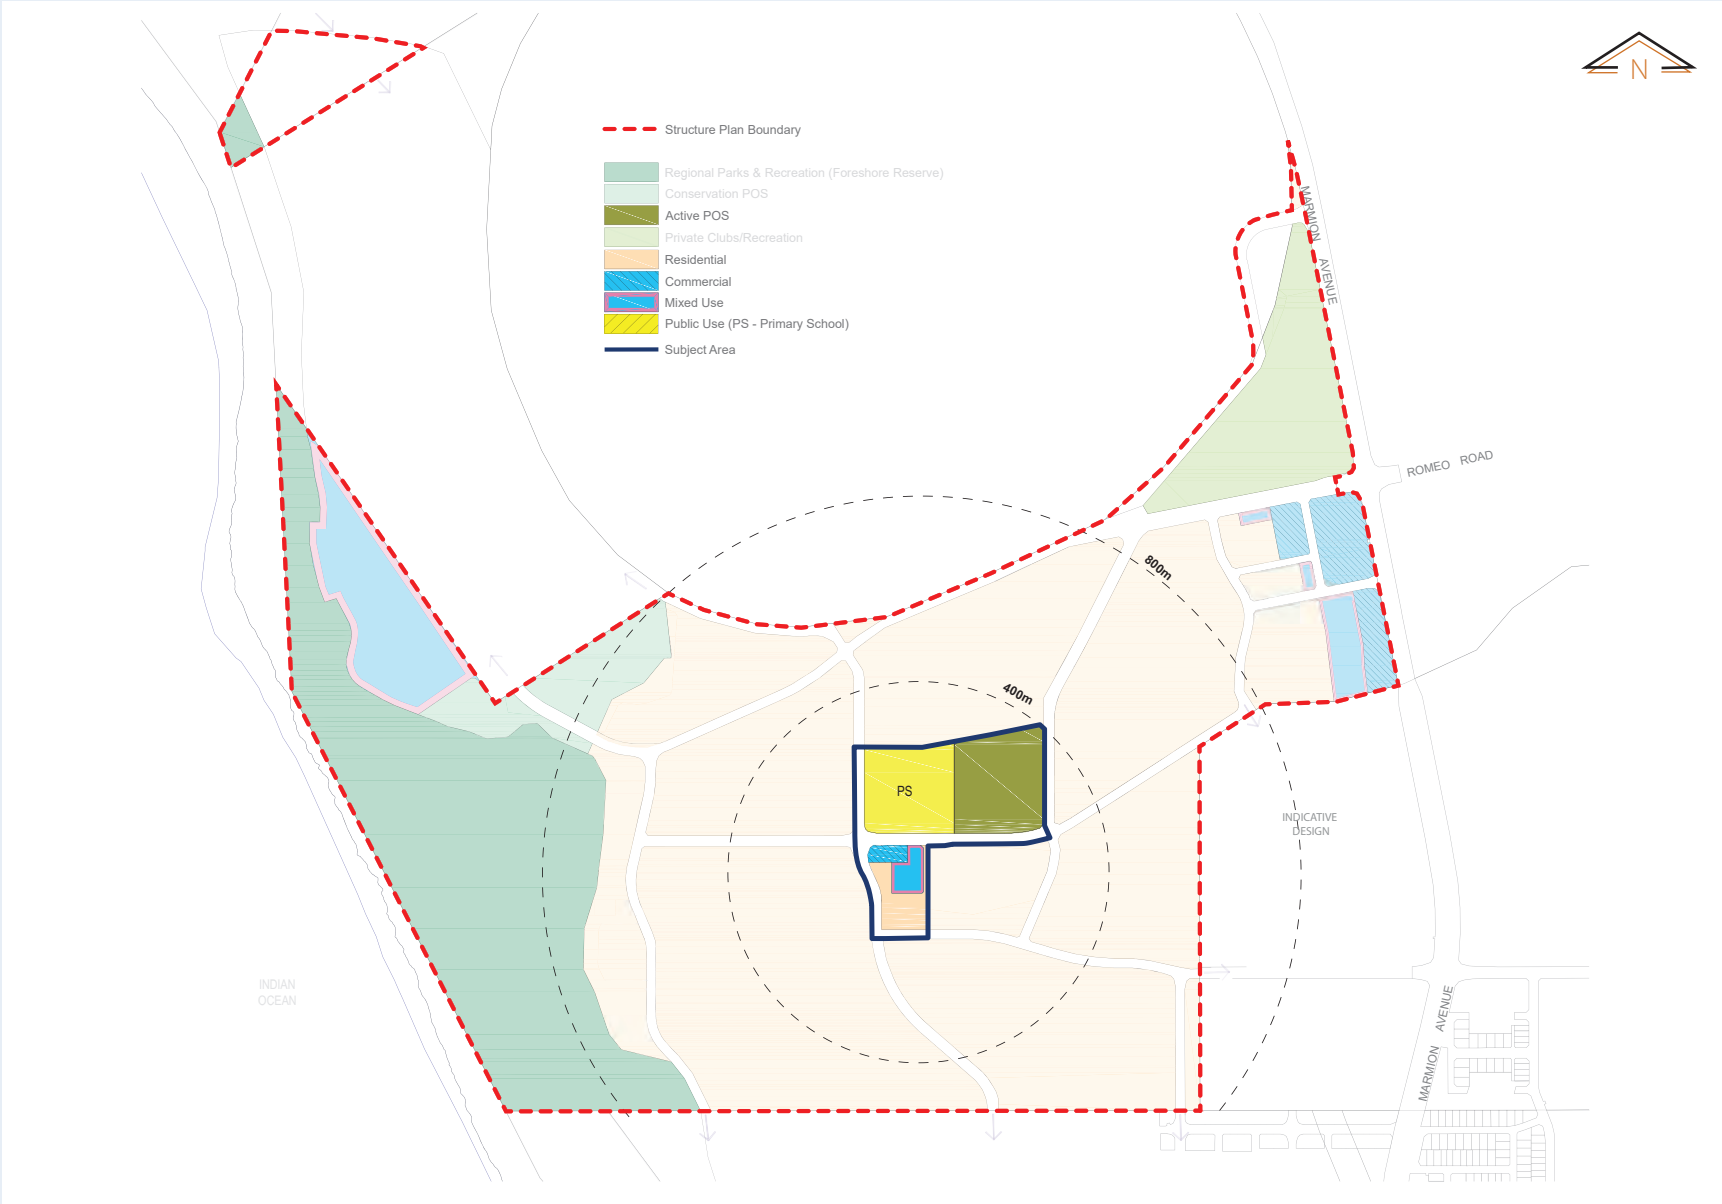 N
Structure Plan Boundary
Regional Parks & Recreation (Foreshore Reserve)
Conservation POS
Active POS
Private Clubs/Recreation
Residential
Commercial
Mixed Use
Public Use (PS - Primary School)
Subject Area
MARMION AVENUE
ROMEO ROAD
800m
400m
PS
INDICATIVE
DESIGN
INDIAN
OCEAN
MARMION AVENUE